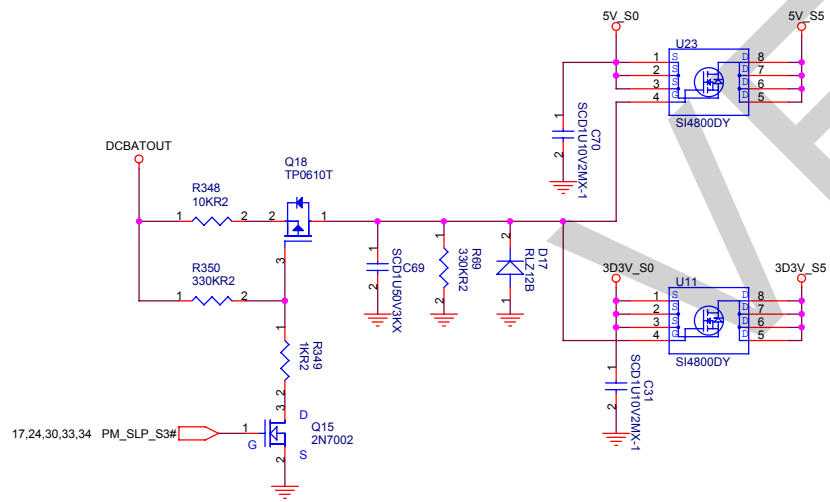 5V_S0
5V_S5
U23
1 S D 8
2 S D 7
3 S D 6
4 G D 5
SI4800DY
1
2
C70
SCD1U10V2MX-1
DCBATOUT
Q18
TP0610T
R348
10KR2
1 2
2 1
3
R350
330KR2
1 2
1
2
C69
SCD1U50V3KX
1
2
R69
330KR2
2
1
D17
RLZ12B
3D3V_S0
3D3V_S5
U11
1 S D 8
2 S D 7
3 S D 6
4 G D 5
SI4800DY
1
2
C31
SCD1U10V2MX-1
1
2
R349
1KR2
3 D
Q15
2N7002
17,24,30,33,34 PM_SLP_S3#
1
G
2
S